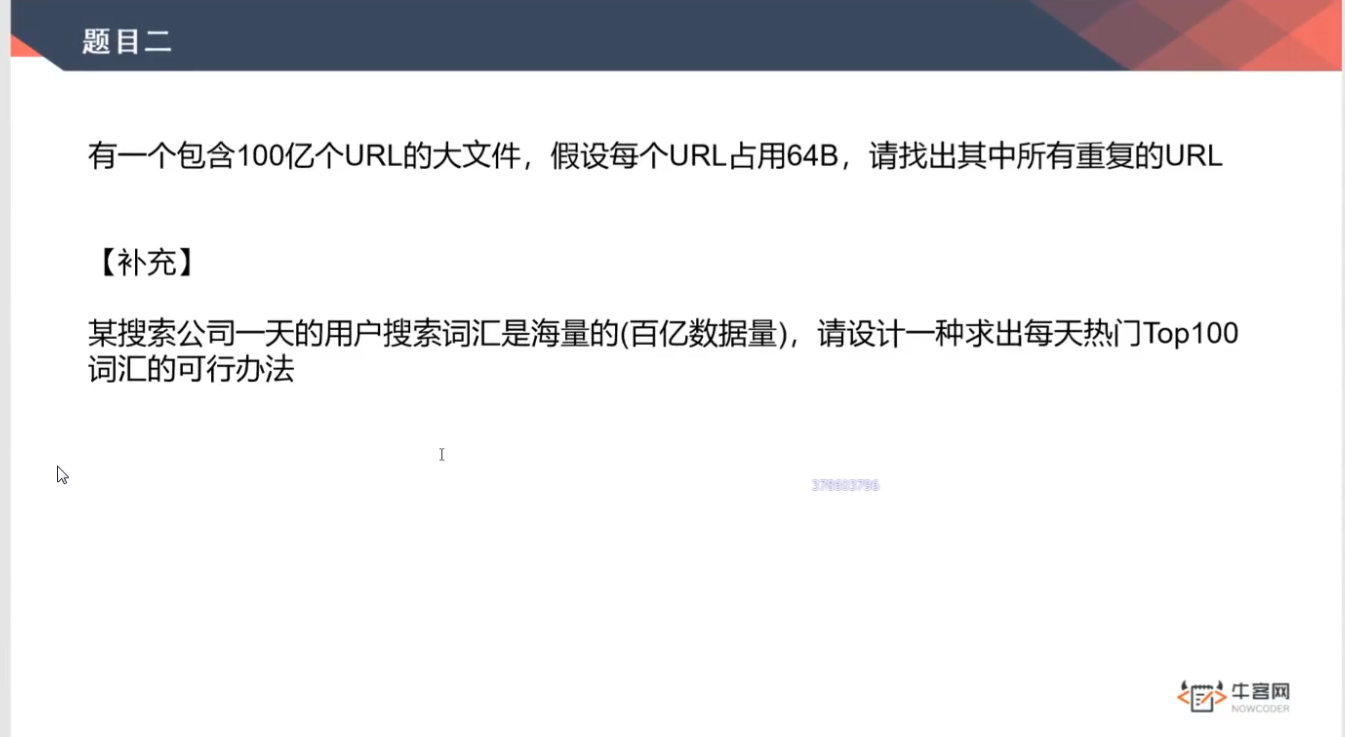 题目二
有一个包含100亿个URL的大文件，假设每个URL占用64B，请找出其中所有重复的URL
【补充】
某搜索公司一天的用户搜索词汇是海量的(百亿数据量)，请设计一种求出每天热门Top100
词汇的可行办法
378603796
牛客网
NOWCODER